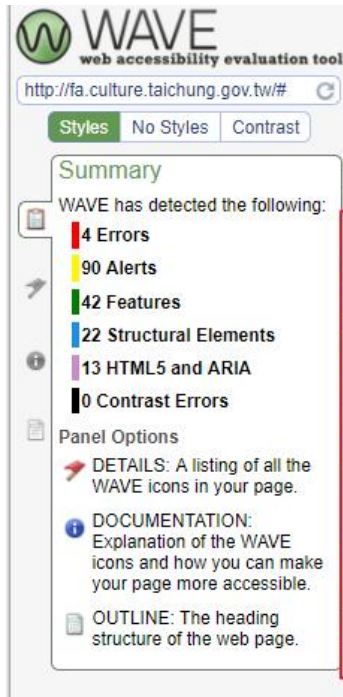 WAVE
web accessibility evaluation tool
http://fa.culture.taichung.gov.tw/#
Styles No Styles Contrast
Summary
WAVE has detected the following:
4 Errors
90 Alerts
42 Features
22 Structural Elements
13 HTML5 and ARIA
0 Contrast Errors
Panel Options
DETAILS: A listing of all the
WAVE icons in your page.
DOCUMENTATION:
Explanation of the WAVE
icons and how you can make
your page more accessible.
OUTLINE: The heading
structure of the web page.